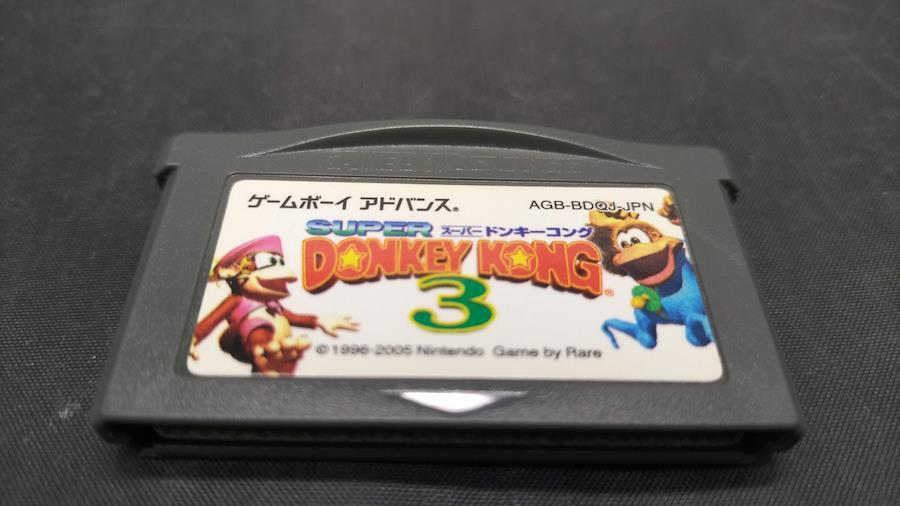 ゲームボーイ アドバンス®
AGB-BDQJ-JPN
SUPER スーパードンキーコング
DONKEY KONG®
3
©1996-2005 Nintendo Game by Rare